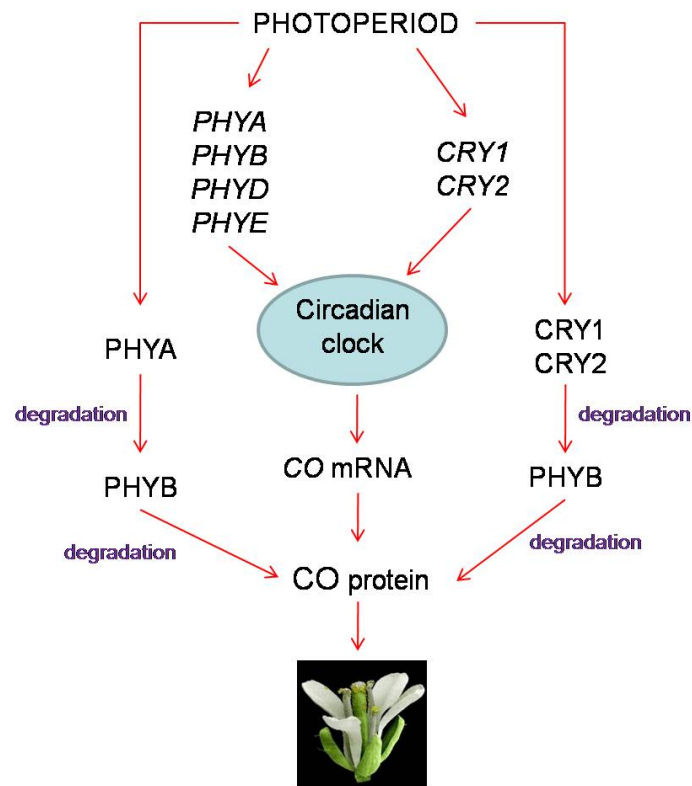 PHOTOPERIOD
PHYA
PHYB
PHYD
PHYE
CRY1
CRY2
Circadian
clock
PHYA
CRY1
CRY2
degradation
degradation
PHYB
CO mRNA
PHYB
degradation
degradation
CO protein